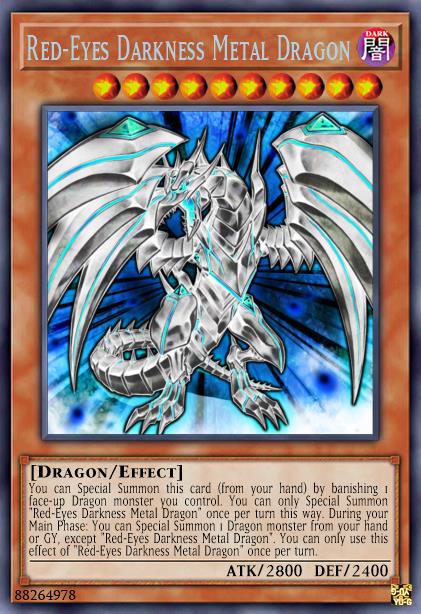 Red-Eyes Darkness Metal Dragon
DARK
闇
[Dragon/Effect]
You can Special Summon this card (from your hand) by banishing 1
face-up Dragon monster you control. You can only Special Summon
"Red-Eyes Darkness Metal Dragon" once per turn this way. During your
Main Phase: You can Special Summon 1 Dragon monster from your hand
or GY, except "Red-Eyes Darkness Metal Dragon". You can only use this
effect of "Red-Eyes Darkness Metal Dragon" once per turn.
ATK/2800 DEF/2400
88264978